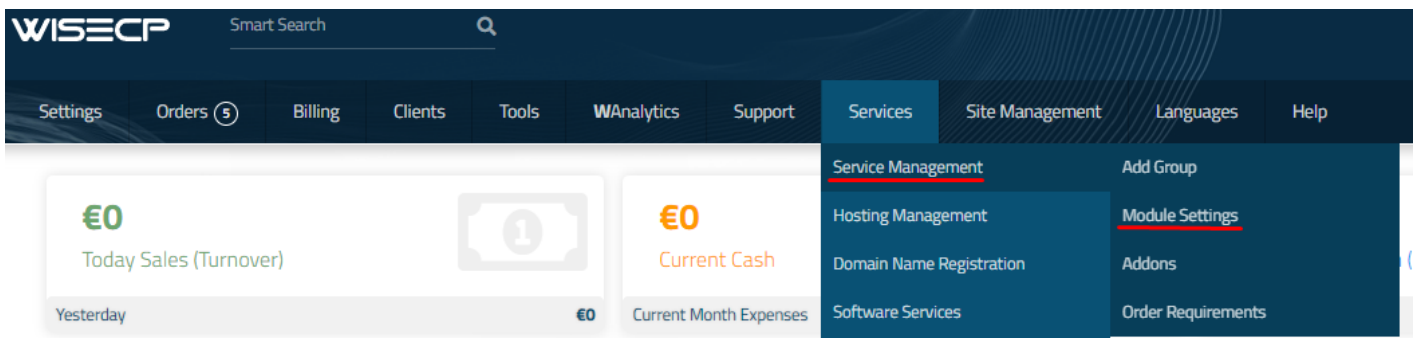 WISECP
Smart Search
Settings
Orders 5
Billing
Clients
Tools
WAnalytics
Support
Services
Site Management
Languages
Help
Service Management
Add Group
Hosting Management
Module Settings
Domain Name Registration
Addons
Software Services
Order Requirements
€0
1
Today Sales (Turnover)
Yesterday
€0
€0
Current Cash
Current Month Expenses
(